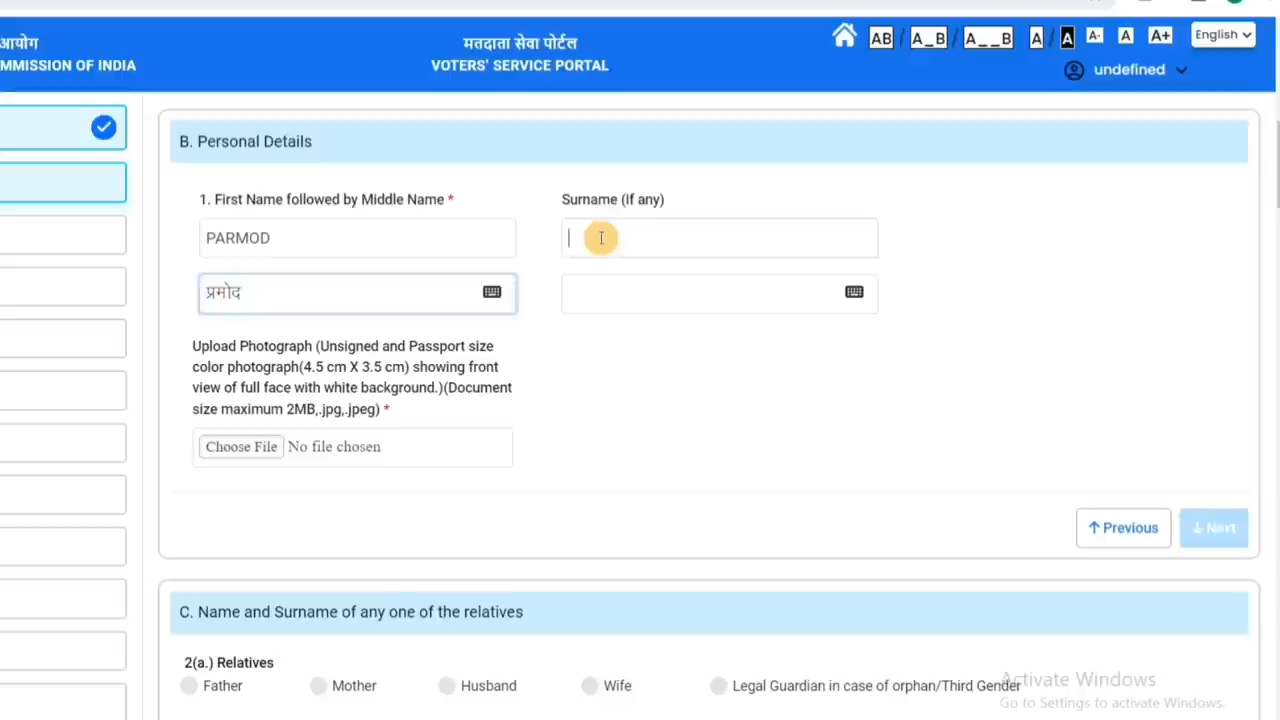 आयोग
MMISSION OF INDIA
मतदाता सेवा पोर्टल
VOTERS' SERVICE PORTAL
AB / A_B / A__B A / A A- A A+ English
undefined
B. Personal Details
1. First Name followed by Middle Name *
Surname (if any)
PARMOD
प्रमोद
Upload Photograph (Unsigned and Passport size
color photograph(4.5 cm X 3.5 cm) showing front
view of full face with white background.)(Document
size maximum 2MB,.jpg,.jpeg) *
Choose File No file chosen
↑ Previous
↓ Next
C. Name and Surname of any one of the relatives
2(a.) Relatives
Father Mother Husband Wife Legal Guardian in case of orphan/Third Gender
Activate Windows
Go to Settings to activate Windows.